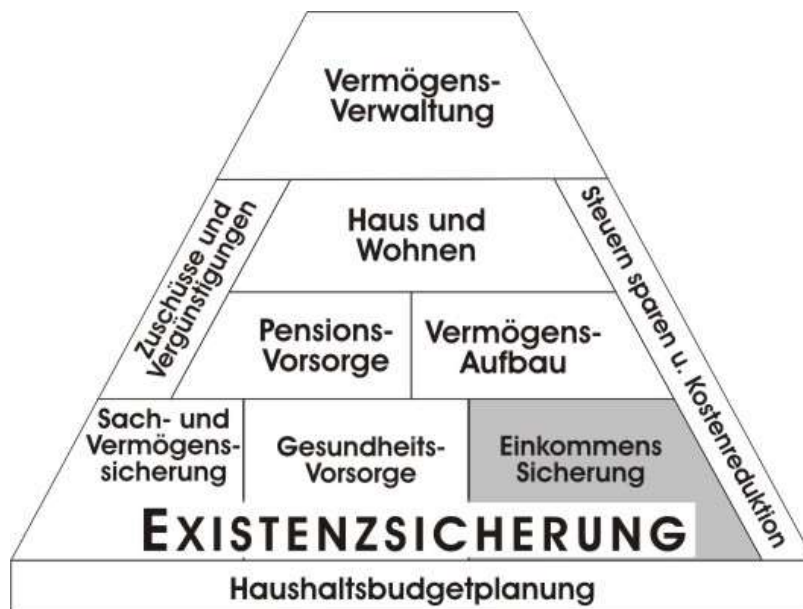 Vermögens-
Verwaltung
Zuschüsse und
Vergünstigungen
Haus und
Wohnen
Steuern sparen u. Kostenreduktion
Pensions-
Vorsorge
Vermögens-
Aufbau
Sach- und
Vermögens-
sicherung
Gesundheits-
Vorsorge
Einkommens
Sicherung
EXISTENZSICHERUNG
Haushaltsbudgetplanung